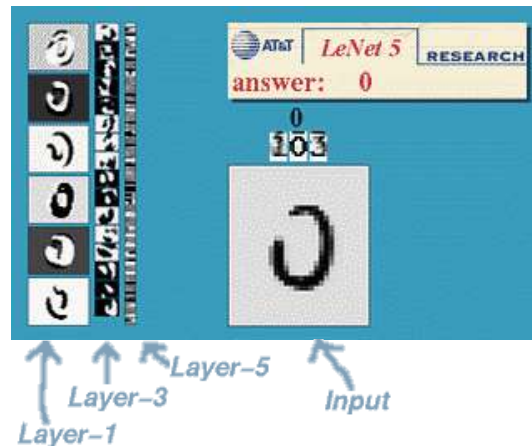 AT&T LeNet 5 RESEARCH
answer: 0
0
103
Layer-5
Layer-3
Input
Layer-1